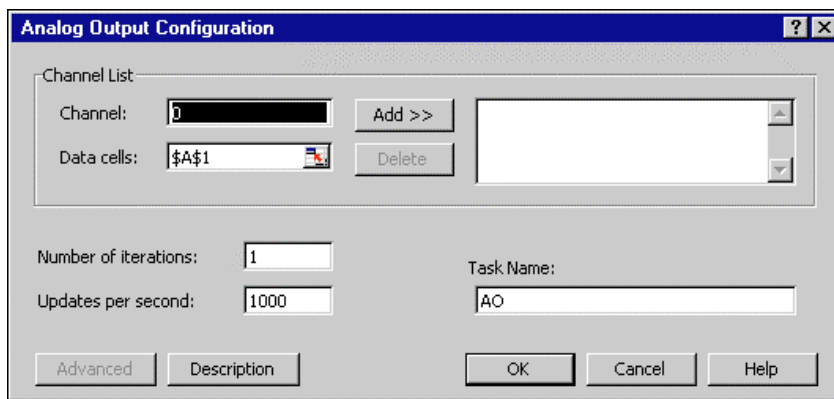 Analog Output Configuration
Channel List
Channel: 0 Add >>
Data cells: $A$1 Delete
Number of iterations: 1
Task Name:
Updates per second: 1000 AO
Advanced Description OK Cancel Help